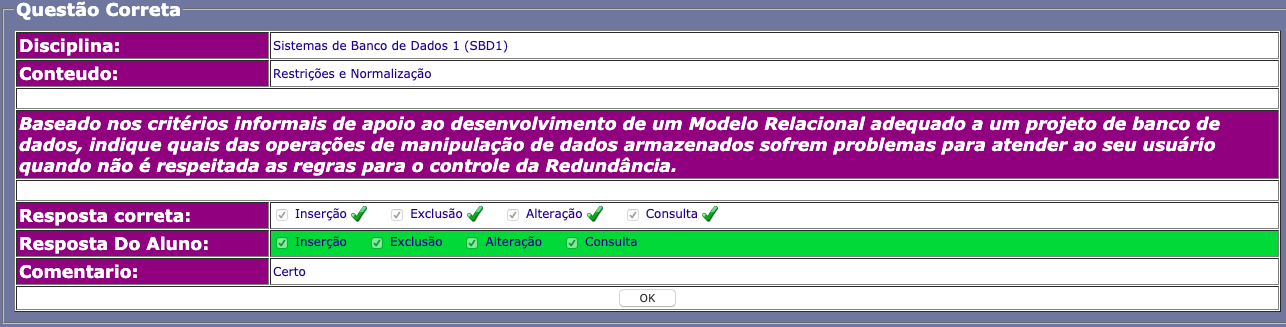 Questão Correta
Disciplina: Sistemas de Banco de Dados 1 (SBD1)
Conteudo: Restrições e Normalização
Baseado nos critérios informais de apoio ao desenvolvimento de um Modelo Relacional adequado a um projeto de banco de
dados, indique quais das operações de manipulação de dados armazenados sofrem problemas para atender ao seu usuário
quando não é respeitada as regras para o controle da Redundância.
Resposta correta: Inserção Exclusão Alteração Consulta
Resposta Do Aluno: Inserção Exclusão Alteração Consulta
Comentario: Certo
OK